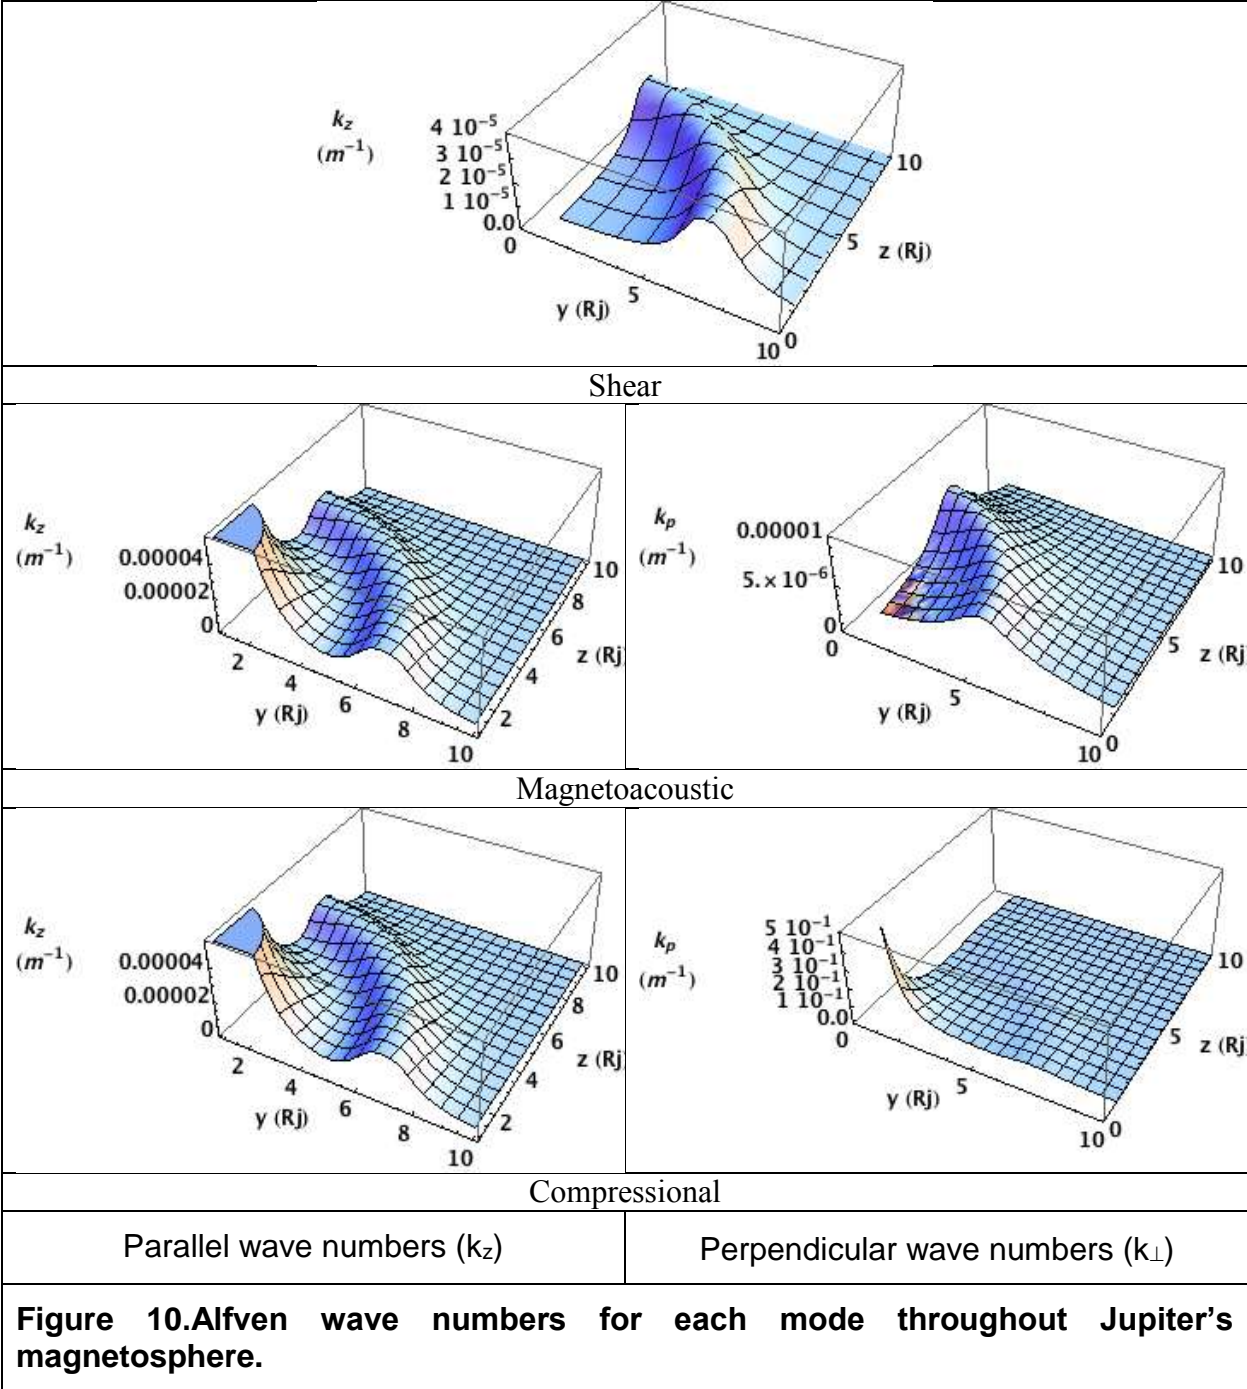 k_z
(m⁻¹)
4 10⁻⁵
3 10⁻⁵
2 10⁻⁵
1 10⁻⁵
0.0
0
5
10
y (Rj)
0
5
10
z (Rj)
Shear
k_z
(m⁻¹)
0.00004
0.00002
0
2
4
6
8
10
y (Rj)
2
4
6
8
10
z (Rj
k_p
(m⁻¹)
0.00001
5. × 10⁻⁶
0
0
5
10
y (Rj)
0
5
10
z (Rj
Magnetoacoustic
k_z
(m⁻¹)
0.00004
0.00002
0
2
4
6
8
10
y (Rj)
2
4
6
8
10
z (Rj
k_p
(m⁻¹)
5 10⁻¹
4 10⁻¹
3 10⁻¹
2 10⁻¹
1 10⁻¹
0.0
0
5
10
y (Rj)
0
5
10
z (Rj
Compressional
Parallel wave numbers (k_z)
Perpendicular wave numbers (k⊥)
Figure 10.Alfven wave numbers for each mode throughout Jupiter’s
magnetosphere.